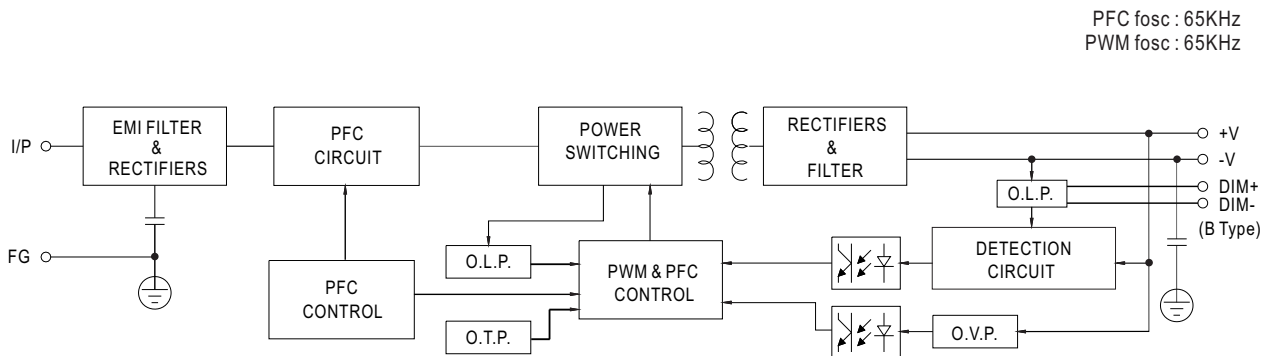 PFC fosc : 65KHz
PWM fosc : 65KHz
I/P
EMI FILTER
&
RECTIFIERS
PFC
CIRCUIT
POWER
SWITCHING
RECTIFIERS
&
FILTER
+V
-V
O.L.P.
DIM+
DIM-
(B Type)
FG
PFC
CONTROL
O.L.P.
O.T.P.
PWM & PFC
CONTROL
DETECTION
CIRCUIT
O.V.P.